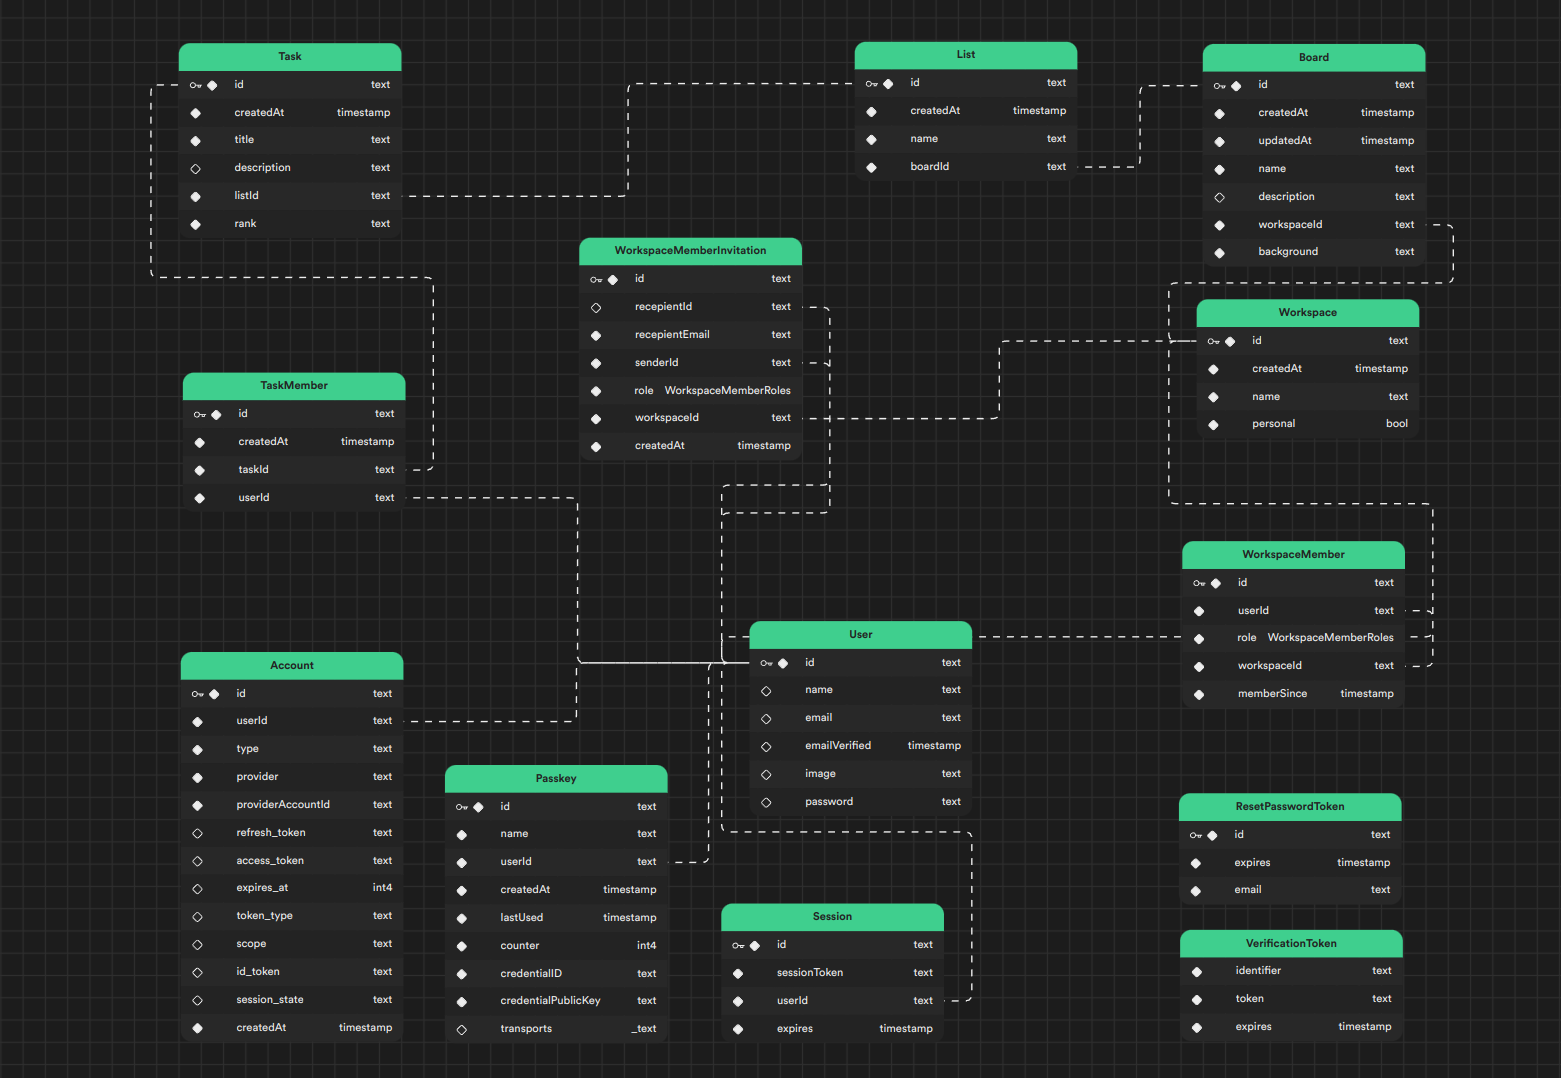 Task
id text
createdAt timestamp
title text
description text
listId text
rank text
List
id text
createdAt timestamp
name text
boardId text
Board
id text
createdAt timestamp
updatedAt timestamp
name text
description text
workspaceId text
background text
WorkspaceMemberInvitation
id text
recepientId text
recepientEmail text
senderId text
role WorkspaceMemberRoles
workspaceId text
createdAt timestamp
Workspace
id text
createdAt timestamp
name text
personal bool
TaskMember
id text
createdAt timestamp
taskId text
userId text
WorkspaceMember
id text
userId text
role WorkspaceMemberRoles
workspaceId text
memberSince timestamp
User
id text
name text
email text
emailVerified timestamp
image text
password text
Account
id text
userId text
type text
provider text
providerAccountId text
refresh_token text
access_token text
expires_at int4
token_type text
scope text
id_token text
session_state text
createdAt timestamp
Passkey
id text
name text
userId text
createdAt timestamp
lastUsed timestamp
counter int4
credentialID text
credentialPublicKey text
transports _text
Session
id text
sessionToken text
userId text
expires timestamp
ResetPasswordToken
id text
expires timestamp
email text
VerificationToken
identifier text
token text
expires timestamp